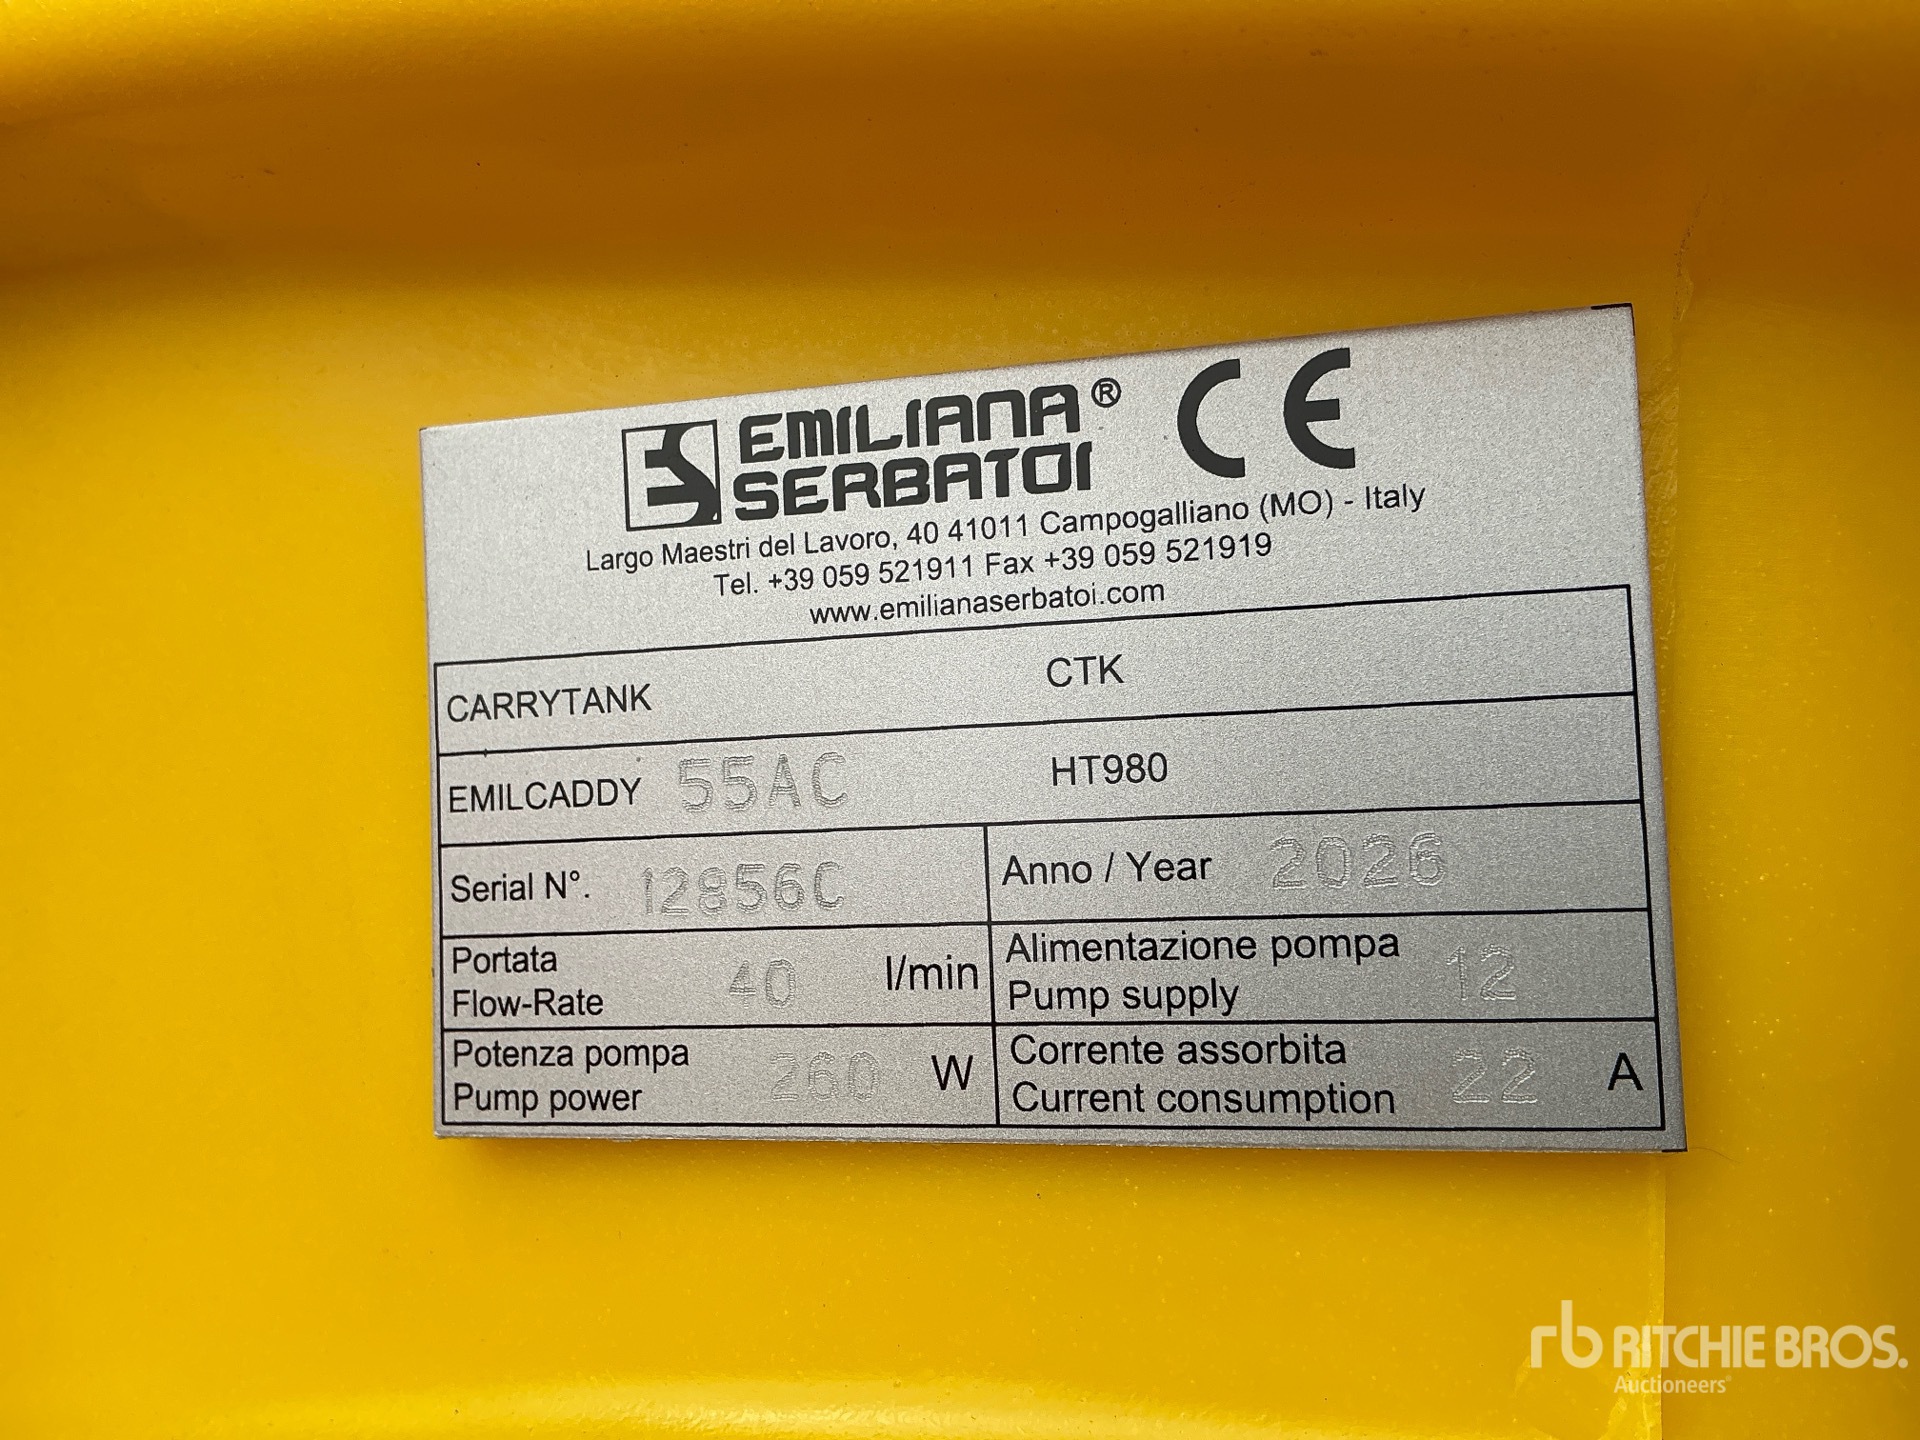 EMILIANA®
SERBATOI
CE
Largo Maestri del Lavoro, 40 41011 Campogalliano (MO) - Italy
Tel. +39 059 521911 Fax +39 059 521919
www.emilianaserbatoi.com
CARRYTANK CTK
EMILCADDY 55AC HT980
Serial N°. 12856C Anno / Year 2026
Portata
Flow-Rate 40 l/min
Alimentazione pompa
Pump supply 12
Potenza pompa
Pump power 260 W
Corrente assorbita
Current consumption 22 A
rb RITCHIE BROS.
Auctioneers